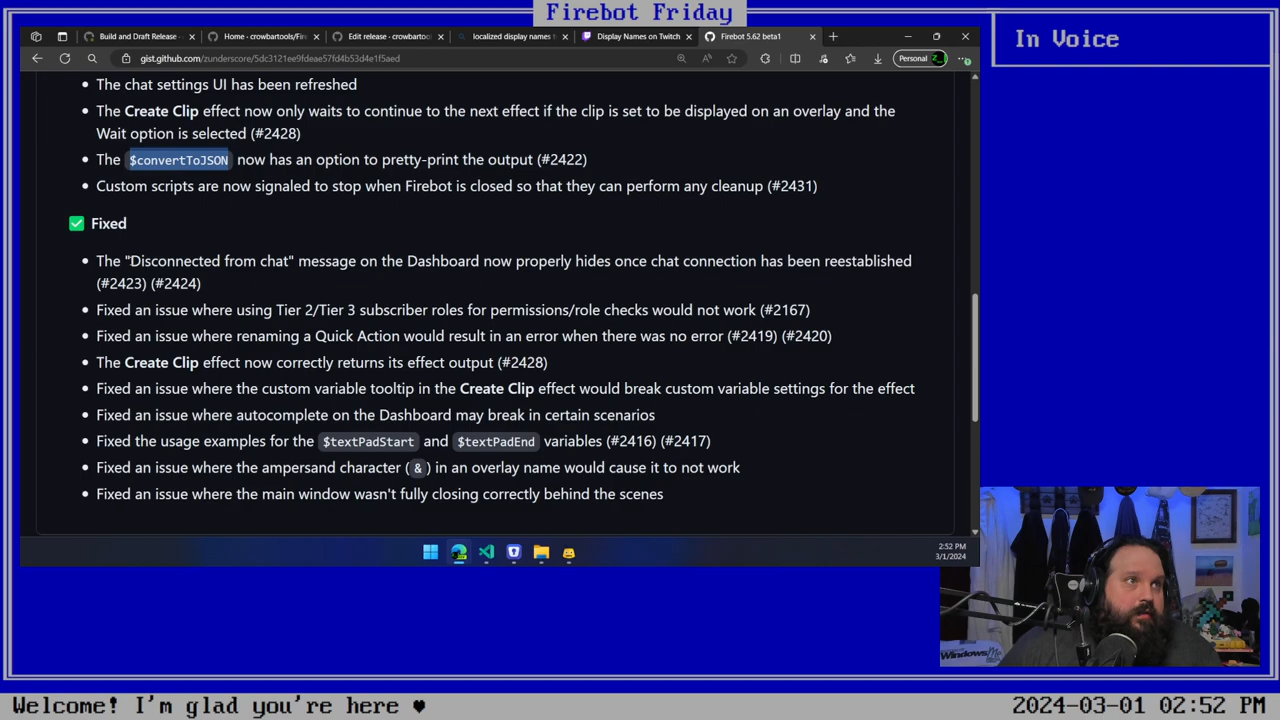 Firebot Friday
Build and Draft Release -
Home · crowbartools/Fire
Edit release · crowbartoo
localized display names t
Display Names on Twitch
Firebot 5.62 beta1
In Voice
gist.github.com/zunderscore/5dc3121ee9fdeae57fd4b53d4e1f5aed
Personal
The chat settings UI has been refreshed
The Create Clip effect now only waits to continue to the next effect if the clip is set to be displayed on an overlay and the
Wait option is selected (#2428)
The $convertToJSON now has an option to pretty-print the output (#2422)
Custom scripts are now signaled to stop when Firebot is closed so that they can perform any cleanup (#2431)
Fixed
The "Disconnected from chat" message on the Dashboard now properly hides once chat connection has been reestablished
(#2423) (#2424)
Fixed an issue where using Tier 2/Tier 3 subscriber roles for permissions/role checks would not work (#2167)
Fixed an issue where renaming a Quick Action would result in an error when there was no error (#2419) (#2420)
The Create Clip effect now correctly returns its effect output (#2428)
Fixed an issue where the custom variable tooltip in the Create Clip effect would break custom variable settings for the effect
Fixed an issue where autocomplete on the Dashboard may break in certain scenarios
Fixed the usage examples for the $textPadStart and $textPadEnd variables (#2416) (#2417)
Fixed an issue where the ampersand character (&) in an overlay name would cause it to not work
Fixed an issue where the main window wasn't fully closing correctly behind the scenes
2:52 PM
3/1/2024
Welcome! I'm glad you're here ♥
2024-03-01 02:52 PM